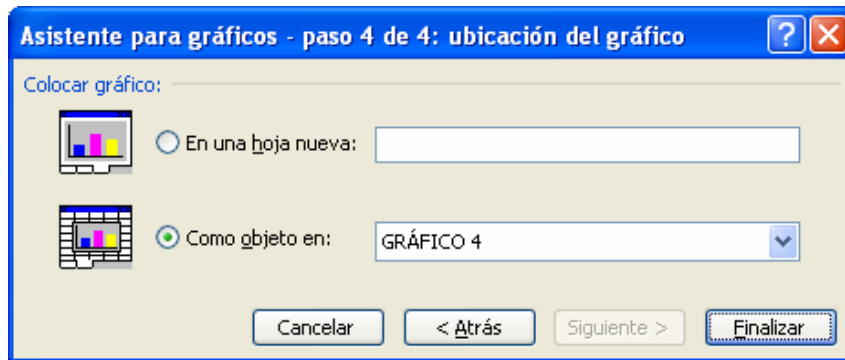 Asistente para gráficos - paso 4 de 4: ubicación del gráfico
Colocar gráfico:
En una hoja nueva:
Como objeto en: GRÁFICO 4
Cancelar < Atrás Siguiente > Finalizar